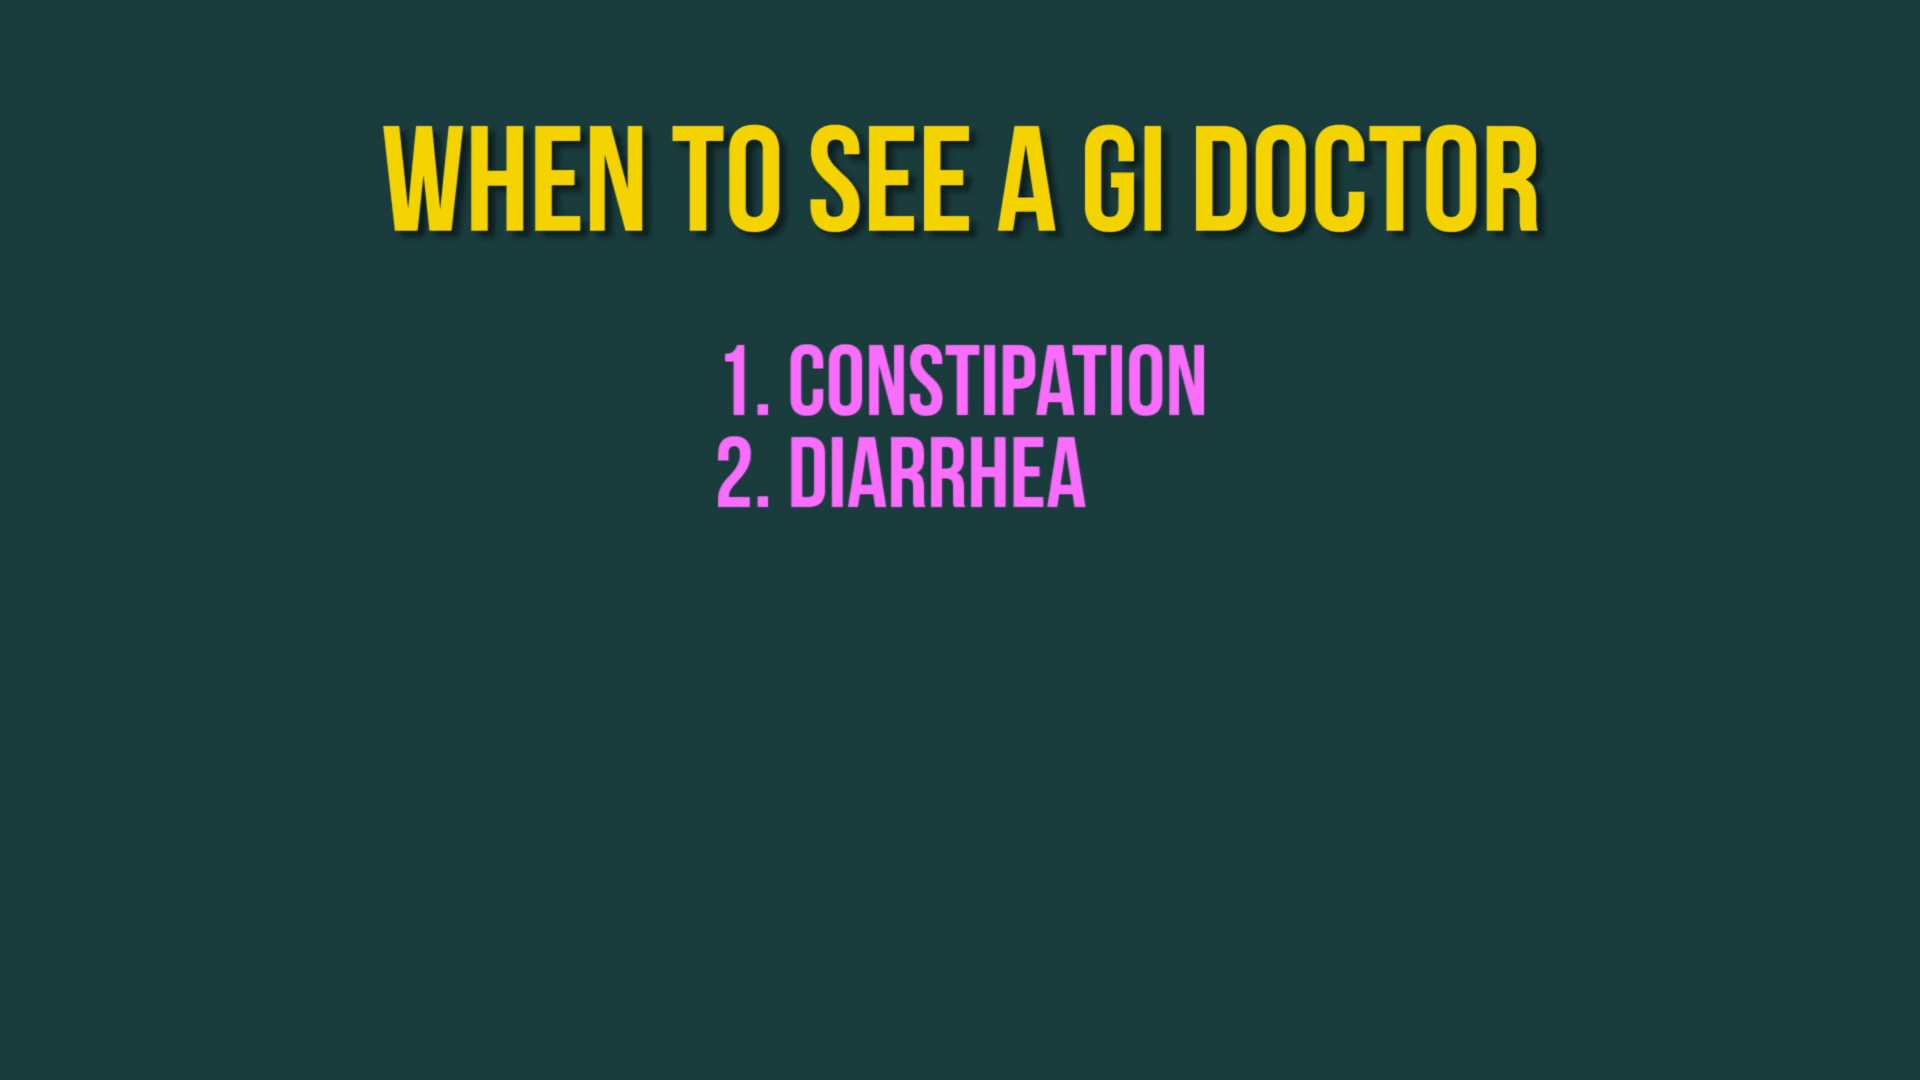 WHEN TO SEE A GI DOCTOR
1. CONSTIPATION
2. DIARRHEA